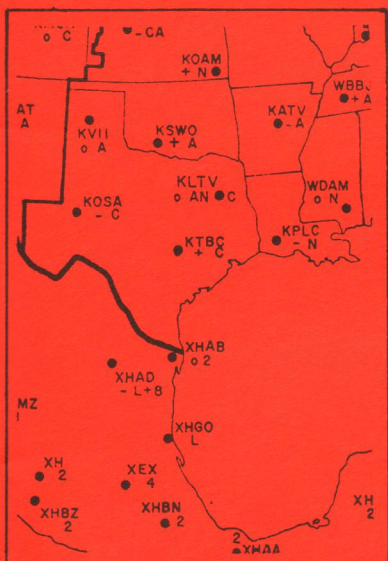 o C
- CA
KOAM
+ N
WBBJ
+ A
AT
A
KVII
o A
KSWO
+ A
KATV
- A
KLTV
o AN C
WDAM
o N
KOSA
- C
KTBC
+ C
KPLC
- N
XHAB
o 2
XHAD
- L+8
MZ
XHGO
L
XH
2
XEX
4
XHBZ
2
XHBN
2
XH
2
2
XHAA